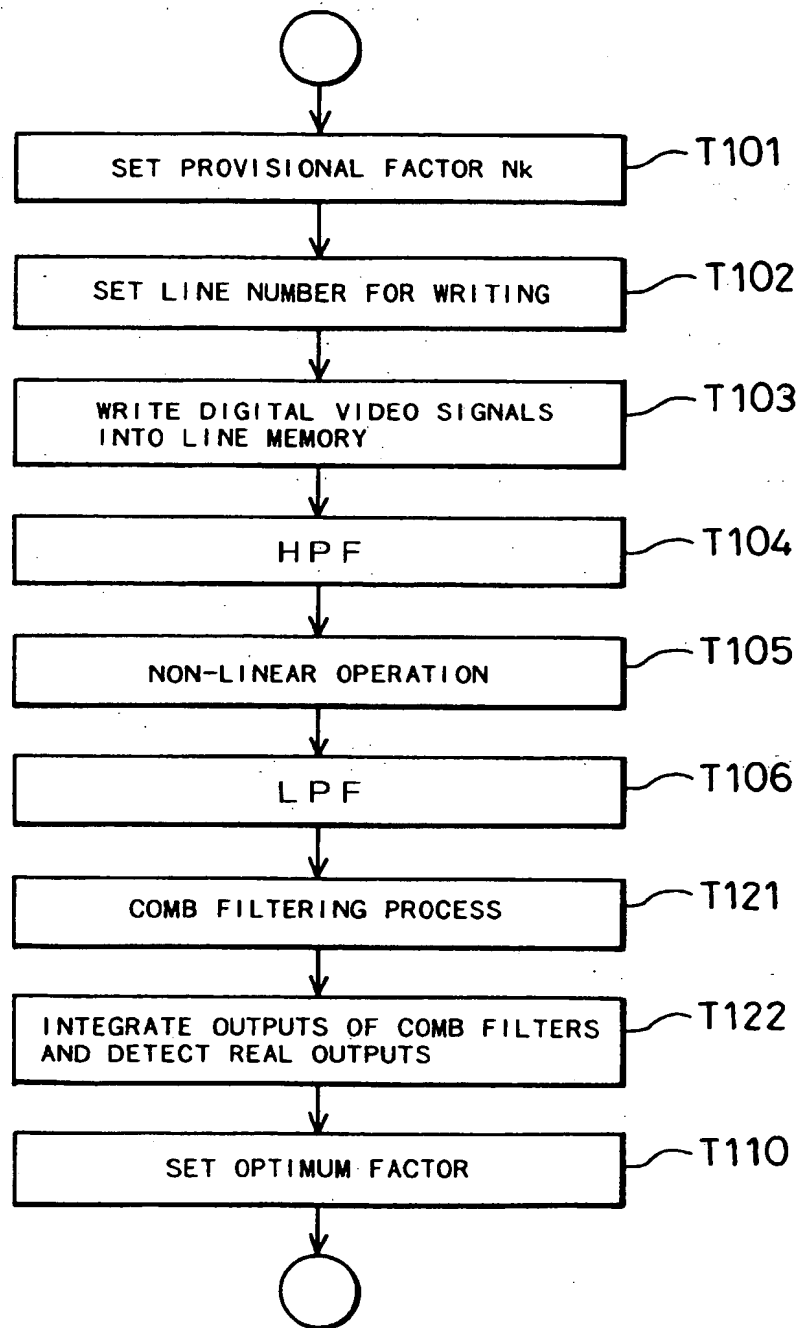 SET PROVISIONAL FACTOR Nk
T101
SET LINE NUMBER FOR WRITING
T102
WRITE DIGITAL VIDEO SIGNALS
INTO LINE MEMORY
T103
HPF
T104
NON-LINEAR OPERATION
T105
LPF
T106
COMB FILTERING PROCESS
T121
INTEGRATE OUTPUTS OF COMB FILTERS
AND DETECT REAL OUTPUTS
T122
SET OPTIMUM FACTOR
T110